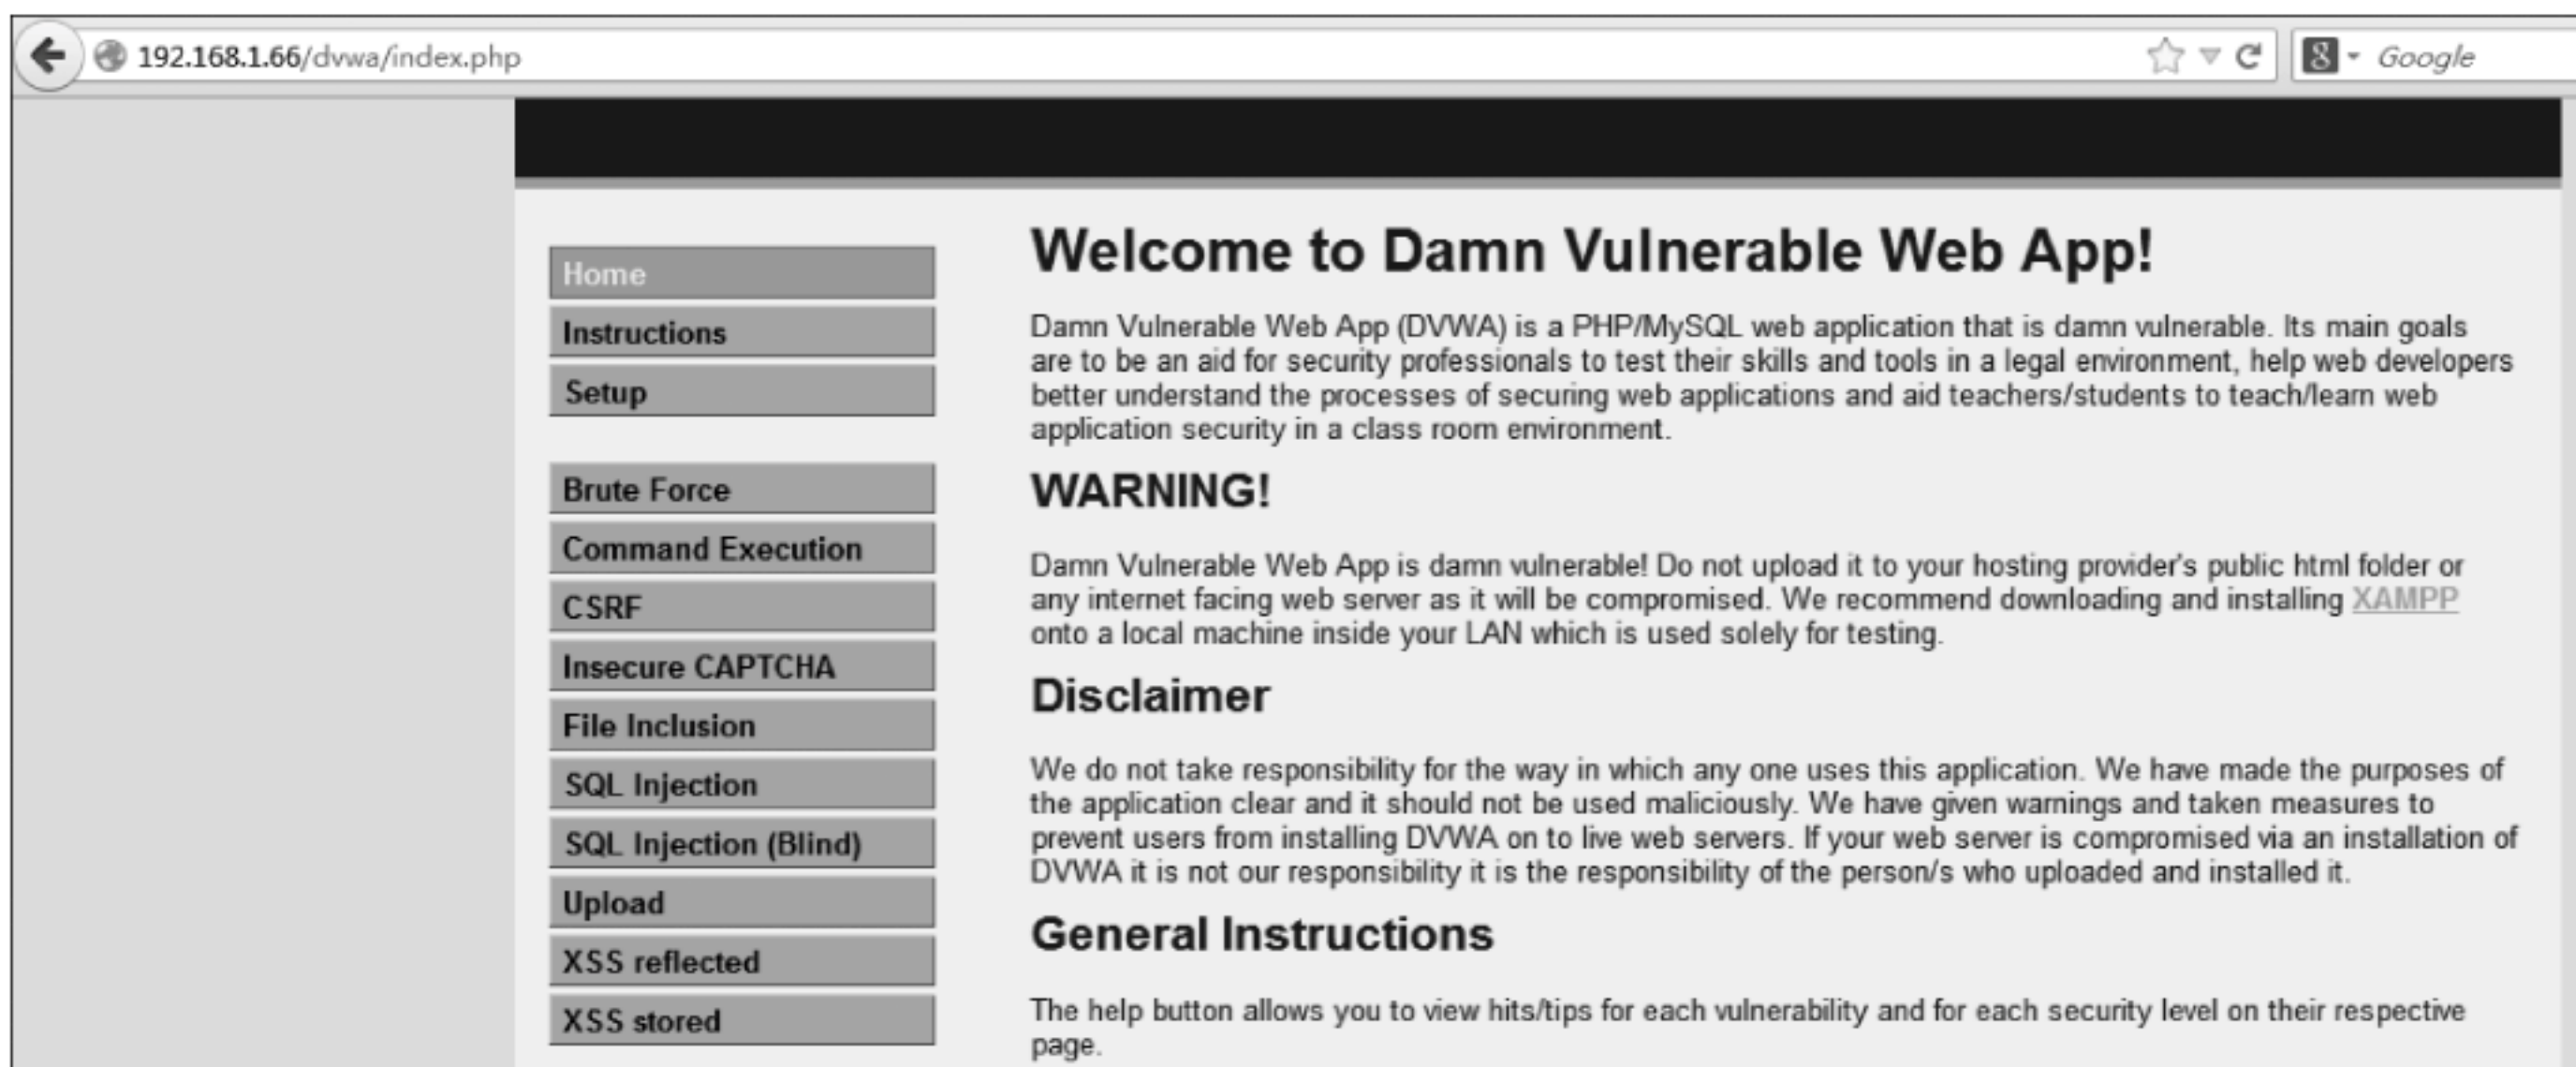 192.168.1.66/dvwa/index.php
Google
Home
Instructions
Setup
Brute Force
Command Execution
CSRF
Insecure CAPTCHA
File Inclusion
SQL Injection
SQL Injection (Blind)
Upload
XSS reflected
XSS stored
Welcome to Damn Vulnerable Web App!
Damn Vulnerable Web App (DVWA) is a PHP/MySQL web application that is damn vulnerable. Its main goals
are to be an aid for security professionals to test their skills and tools in a legal environment, help web developers
better understand the processes of securing web applications and aid teachers/students to teach/learn web
application security in a class room environment.
WARNING!
Damn Vulnerable Web App is damn vulnerable! Do not upload it to your hosting provider's public html folder or
any internet facing web server as it will be compromised. We recommend downloading and installing XAMPP
onto a local machine inside your LAN which is used solely for testing.
Disclaimer
We do not take responsibility for the way in which any one uses this application. We have made the purposes of
the application clear and it should not be used maliciously. We have given warnings and taken measures to
prevent users from installing DVWA on to live web servers. If your web server is compromised via an installation of
DVWA it is not our responsibility it is the responsibility of the person/s who uploaded and installed it.
General Instructions
The help button allows you to view hits/tips for each vulnerability and for each security level on their respective
page.